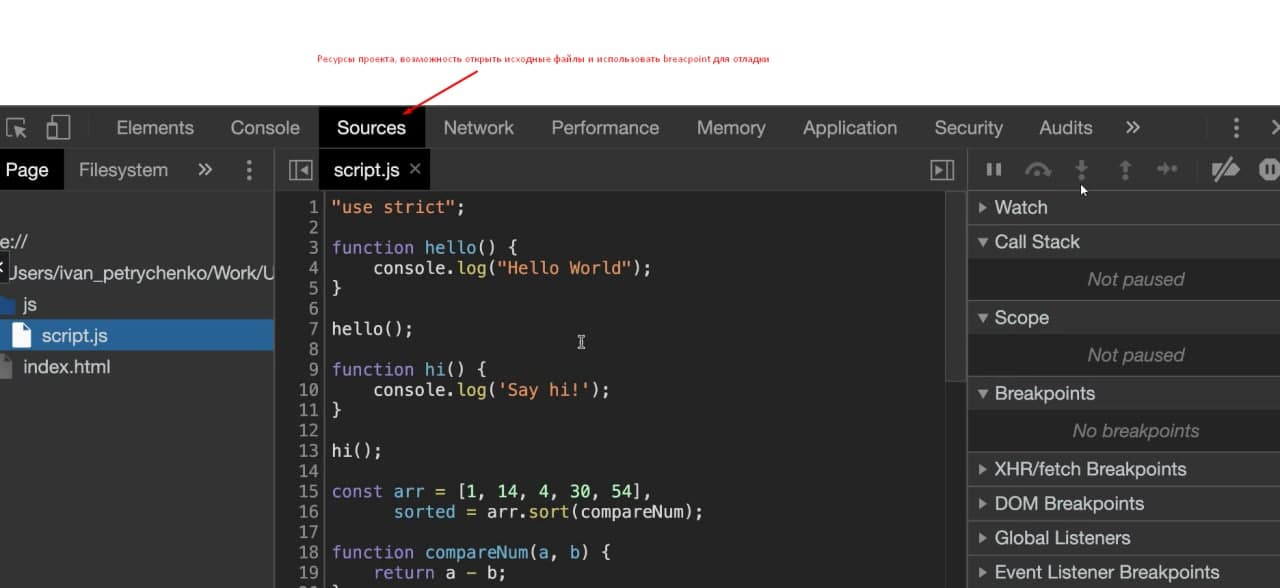 Ресурсы проекта, возможность открыть исходные файлы и использовать breacpoint для отладки
Elements Console Sources Network Performance Memory Application Security Audits »
Page Filesystem » script.js ×
e://
Jsers/ivan_petrychenko/Work/U
js
script.js
index.html
1 "use strict";
2
3 function hello() {
4     console.log("Hello World");
5 }
6
7 hello();
8
9 function hi() {
10     console.log('Say hi!');
11 }
12
13 hi();
14
15 const arr = [1, 14, 4, 30, 54],
16       sorted = arr.sort(compareNum);
17
18 function compareNum(a, b) {
19     return a - b;
Watch
Call Stack
Not paused
Scope
Not paused
Breakpoints
No breakpoints
XHR/fetch Breakpoints
DOM Breakpoints
Global Listeners
Event Listener Breakpoints